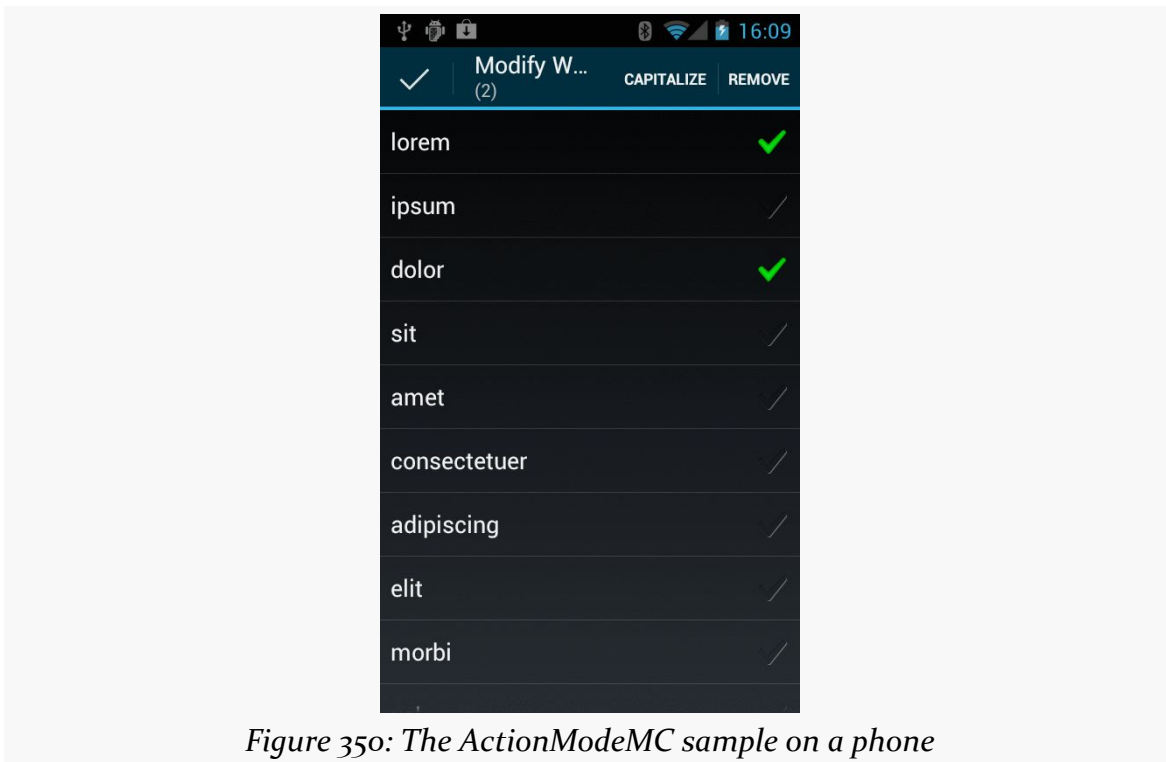 16:09
Modify W...
(2)
CAPITALIZE
REMOVE
lorem
ipsum
dolor
sit
amet
consectetuer
adipiscing
elit
morbi
Figure 350: The ActionModeMC sample on a phone